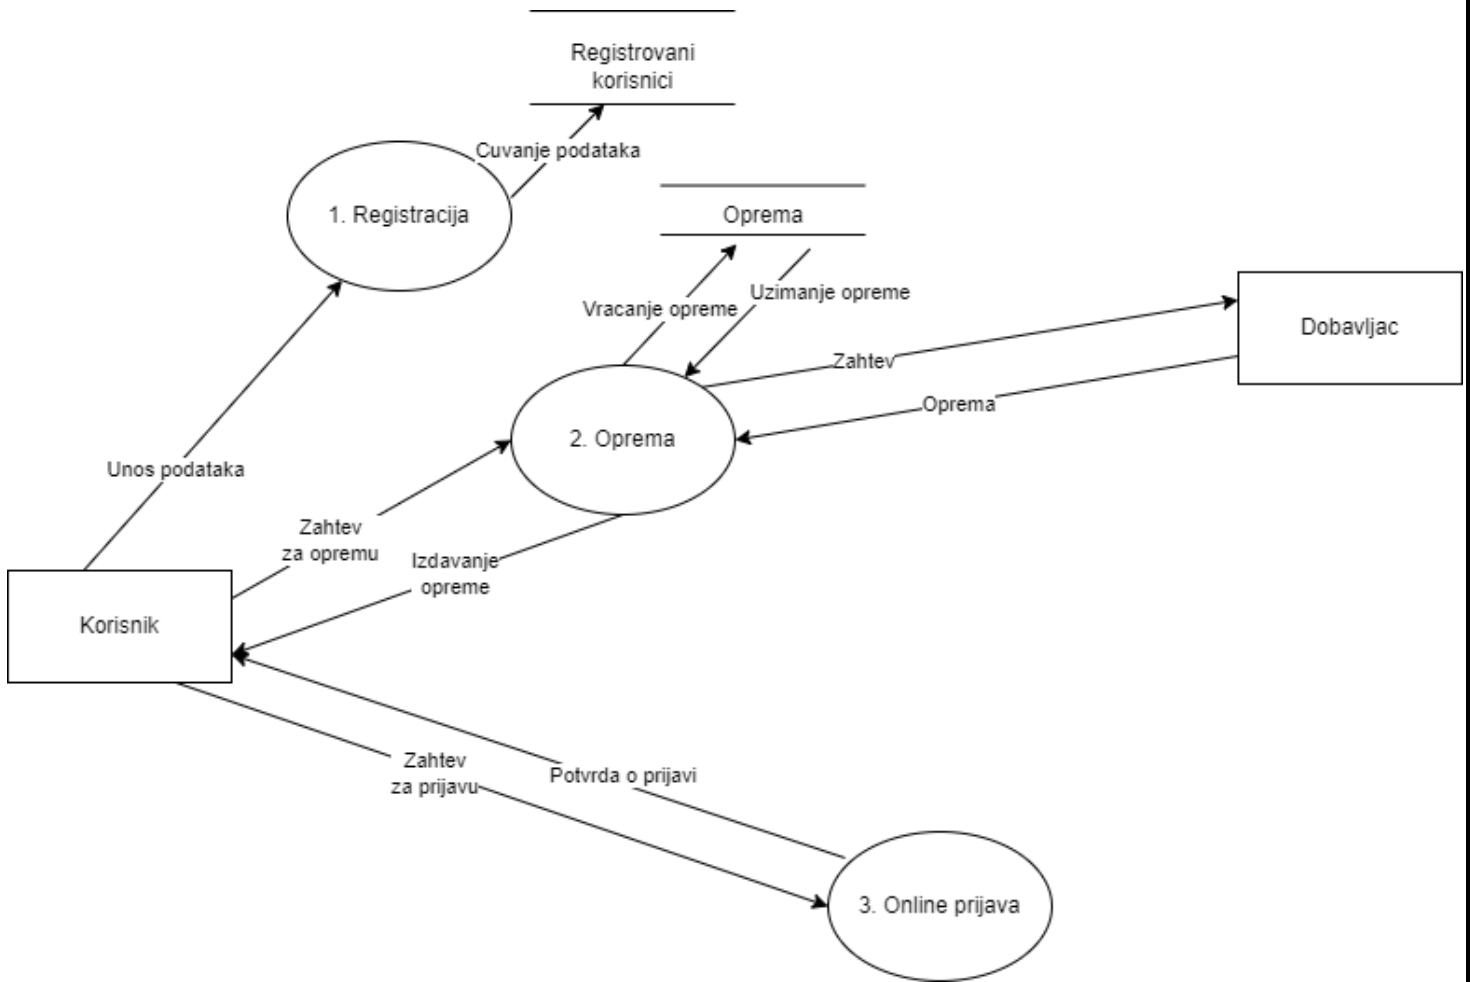 Registrovani
korisnici
Cuvanje podataka
1. Registracija
Oprema
Uzimanje opreme
Vracanje opreme
Dobavljac
Zahtev
Oprema
2. Oprema
Unos podataka
Zahtev
za opremu
Izdavanje
opreme
Korisnik
Zahtev
za prijavu
Potvrda o prijavi
3. Online prijava